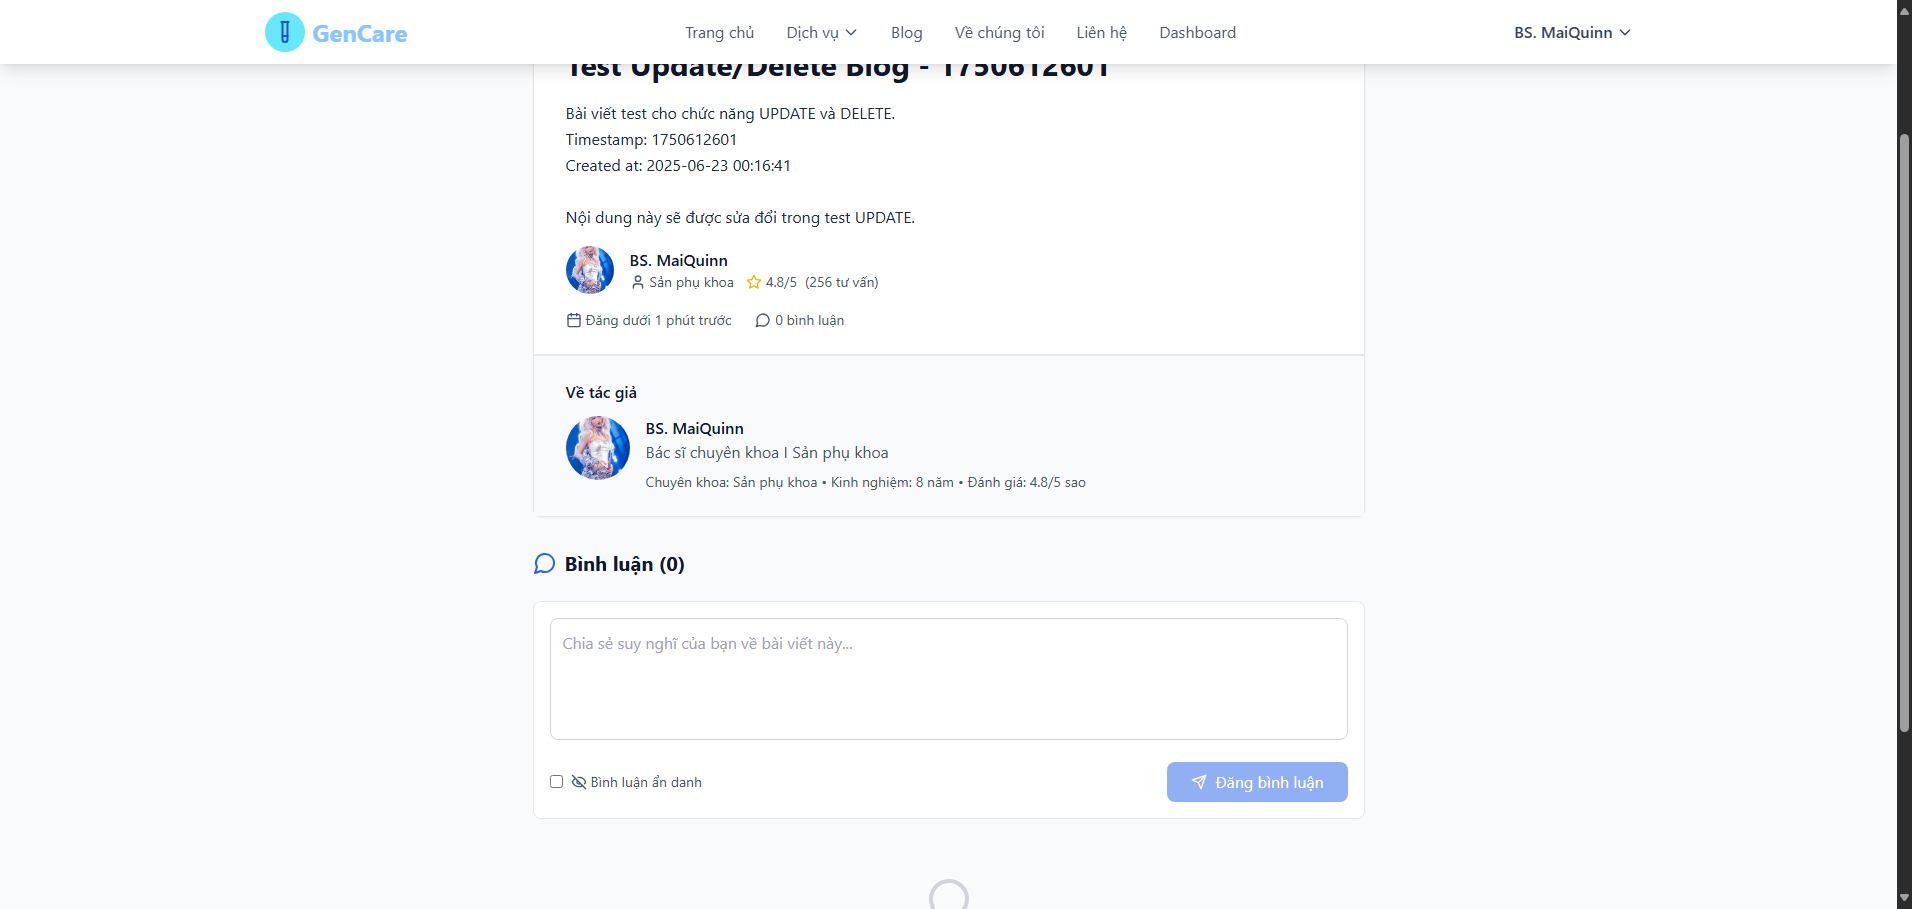 GenCare
Trang chủ
Dịch vụ
Blog
Về chúng tôi
Liên hệ
Dashboard
BS. MaiQuinn
Test Update/Delete Blog - 1750612601
Bài viết test cho chức năng UPDATE và DELETE.
Timestamp: 1750612601
Created at: 2025-06-23 00:16:41
Nội dung này sẽ được sửa đổi trong test UPDATE.
BS. MaiQuinn
Sản phụ khoa 4.8/5 (256 tư vấn)
Đăng dưới 1 phút trước 0 bình luận
Về tác giả
BS. MaiQuinn
Bác sĩ chuyên khoa I Sản phụ khoa
Chuyên khoa: Sản phụ khoa • Kinh nghiệm: 8 năm • Đánh giá: 4.8/5 sao
Bình luận (0)
Chia sẻ suy nghĩ của bạn về bài viết này...
Bình luận ẩn danh
Đăng bình luận